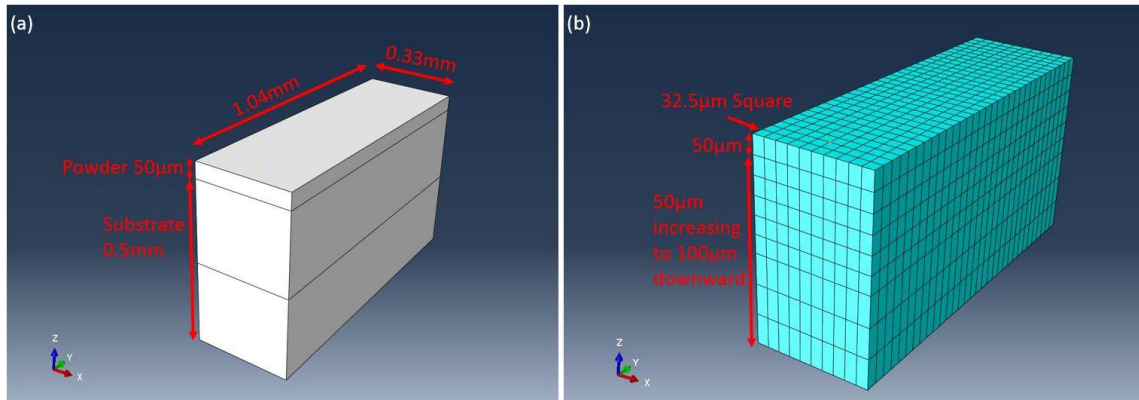 (a)
1.04mm
0.33mm
Powder 50µm
Substrate
0.5mm
Z
Y
X
(b)
32.5µm Square
50µm
50µm
increasing
to 100µm
downward
Z
Y
X